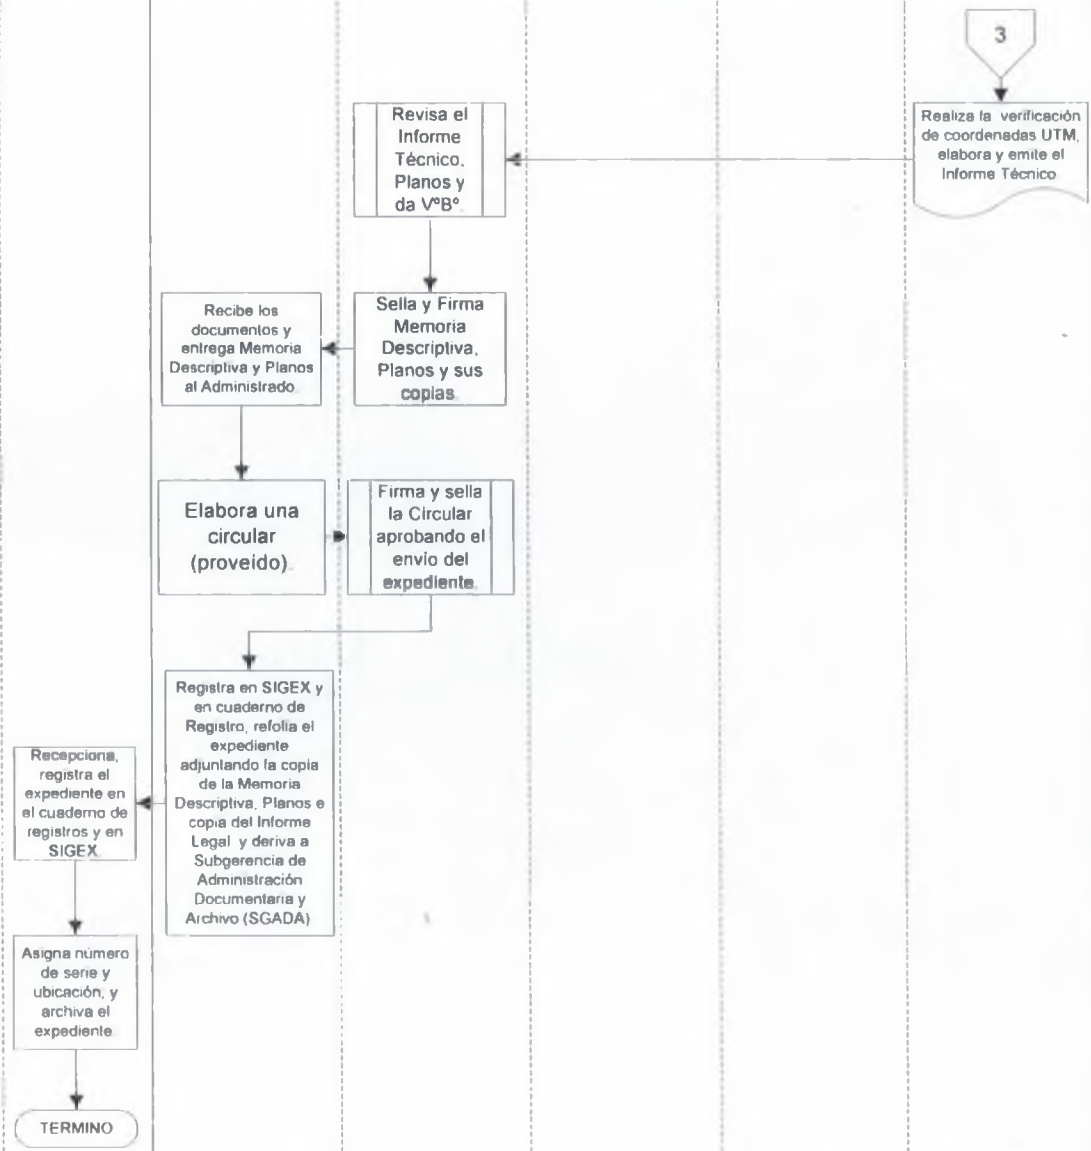 3
Realiza la verificación
de coordenadas UTM,
elabora y emite el
Informe Técnico.
Revisa el
Informe
Técnico,
Planos y
da V°B°.
Sella y Firma
Memoria
Descriptiva,
Planos y sus
copias.
Recibe los
documentos y
entrega Memoria
Descriptiva y Planos
al Administrado.
Elabora una
circular
(proveido).
Firma y sella
la Circular
aprobando el
envío del
expediente.
Registra en SIGEX y
en cuaderno de
Registro, refolia el
expediente
adjuntando la copia
de la Memoria
Descriptiva, Planos e
copia del Informe
Legal y deriva a
Subgerencia de
Administración
Documentaria y
Archivo (SGADA)
Recepciona,
registra el
expediente en
el cuaderno de
registros y en
SIGEX.
Asigna número
de serie y
ubicación, y
archiva el
expediente.
TERMINO